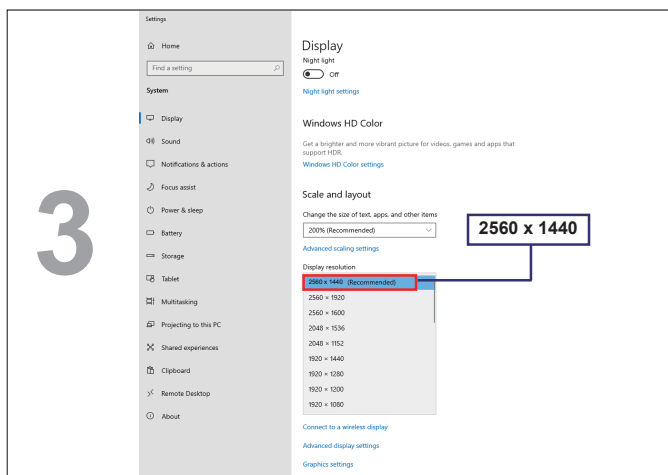 3
Settings
Home
Find a setting
System
Display
Sound
Notifications & actions
Focus assist
Power & sleep
Battery
Storage
Tablet
Multitasking
Projecting to this PC
Shared experiences
Clipboard
Remote Desktop
About
Display
Night light
Off
Night light settings
Windows HD Color
Get a brighter and more vibrant picture for videos, games and apps that
support HDR.
Windows HD Color settings
Scale and layout
Change the size of text, apps, and other items
200% (Recommended)
Advanced scaling settings
Display resolution
2560 x 1440 (Recommended)
2560 × 1920
2560 × 1600
2048 × 1536
2048 × 1152
1920 × 1440
1920 × 1280
1920 × 1200
1920 × 1080
Connect to a wireless display
Advanced display settings
Graphics settings
2560 x 1440